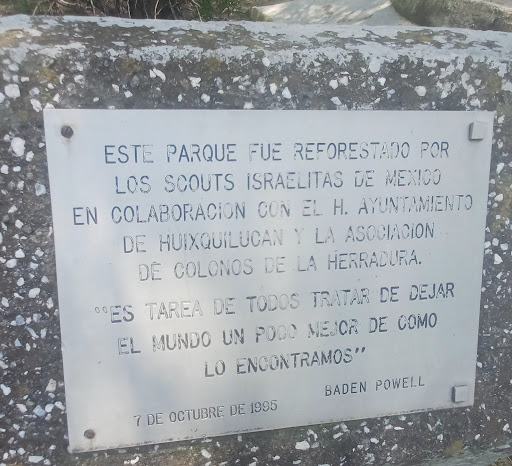 ESTE PARQUE FUE REFORESTADO POR
LOS SCOUTS ISRAELITAS DE MEXICO
EN COLABORACION CON EL H. AYUNTAMIENTO
DE HUIXQUILUCAN Y LA ASOCIACION
DE COLONOS DE LA HERRADURA.
"ES TAREA DE TODOS TRATAR DE DEJAR
EL MUNDO UN POCO MEJOR DE COMO
LO ENCONTRAMOS"
BADEN POWELL
7 DE OCTUBRE DE 1995